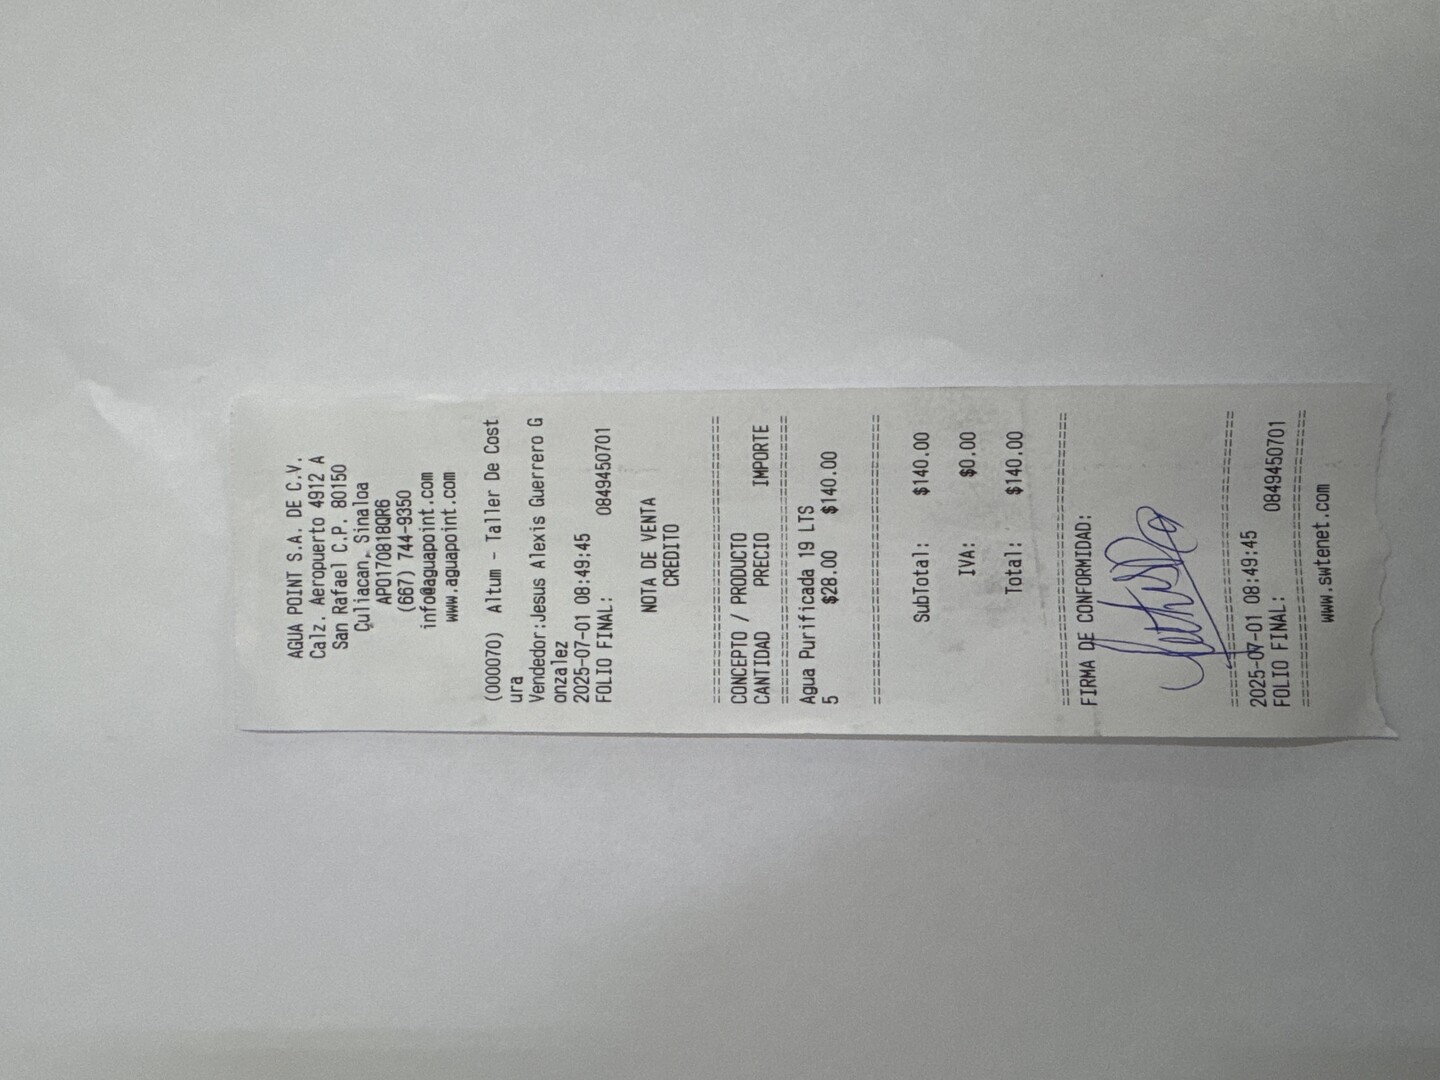 AGUA POINT S.A. DE C.V.
Calz. Aeropuerto 4912 A
San Rafael C.P. 80150
Culiacan, Sinaloa
APO170818QR6
(667) 744-9350
info@aguapoint.com
www.aguapoint.com
(000070) Altum - Taller De Cost
ura
Vendedor:Jesus Alexis Guerrero G
onzalez
2025-07-01 08:49:45
FOLIO FINAL: 0849450701
NOTA DE VENTA
CREDITO
================================
CONCEPTO / PRODUCTO
CANTIDAD PRECIO IMPORTE
================================
Agua Purificada 19 LTS
5 $28.00 $140.00
================================
SubTotal: $140.00
IVA: $0.00
Total: $140.00
================================
FIRMA DE CONFORMIDAD:
================================
2025-07-01 08:49:45
FOLIO FINAL: 0849450701
================================
www.swtenet.com